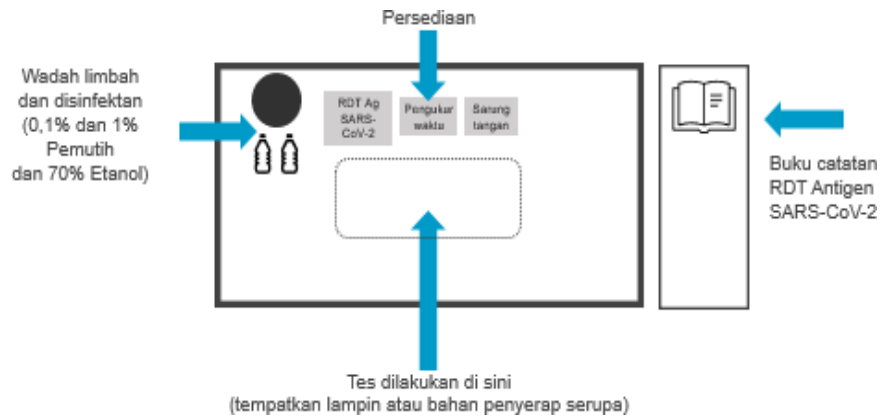 Persediaan
Wadah limbah
dan disinfektan
(0,1% dan 1%
Pemutih
dan 70% Etanol)
RDT Ag
SARS-
CoV-2
Pengukur
waktu
Sarung
tangan
Buku catatan
RDT Antigen
SARS-CoV-2
Tes dilakukan di sini
(tempatkan lampin atau bahan penyerap serupa)